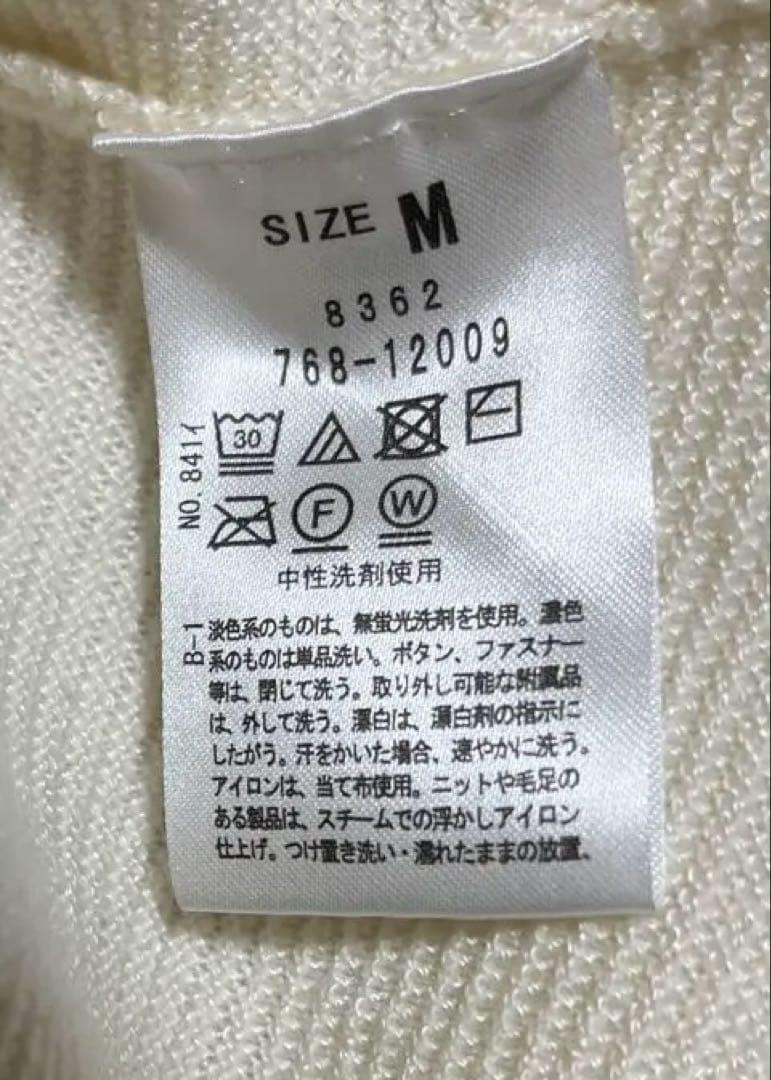 SIZE M
8362
768-12009
NO.841イ
30
F
W
中性洗剤使用
B-1
淡色系のものは、無蛍光洗剤を使用。濃色
系のものは単品洗い。ボタン、ファスナー
等は、閉じて洗う。取り外し可能な附属品
は、外して洗う。漂白は、漂白剤の指示に
したがう。汗をかいた場合、速やかに洗う。
アイロンは、当て布使用。ニットや毛足の
ある製品は、スチームでの浮かしアイロン
仕上げ。つけ置き洗い・濡れたままの放置、